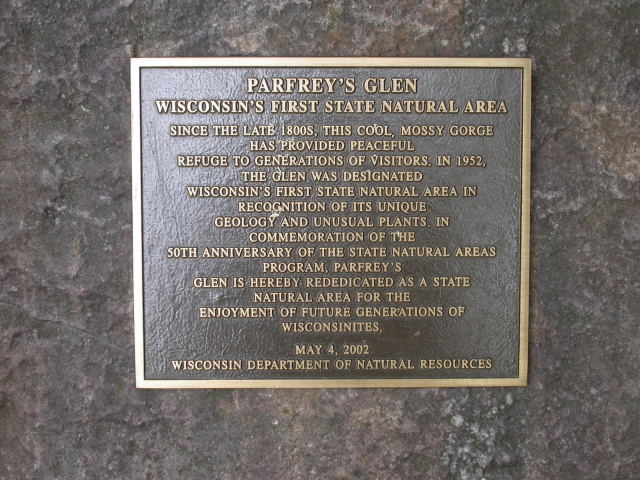 PARFREY'S GLEN
WISCONSIN'S FIRST STATE NATURAL AREA
SINCE THE LATE 1800S, THIS COOL, MOSSY GORGE
HAS PROVIDED PEACEFUL
REFUGE TO GENERATIONS OF VISITORS. IN 1952,
THE GLEN WAS DESIGNATED
WISCONSIN'S FIRST STATE NATURAL AREA IN
RECOGNITION OF ITS UNIQUE
GEOLOGY AND UNUSUAL PLANTS. IN
COMMEMORATION OF THE
50TH ANNIVERSARY OF THE STATE NATURAL AREAS
PROGRAM, PARFREY'S
GLEN IS HEREBY REDEDICATED AS A STATE
NATURAL AREA FOR THE
ENJOYMENT OF FUTURE GENERATIONS OF
WISCONSINITES.
MAY 4, 2002
WISCONSIN DEPARTMENT OF NATURAL RESOURCES